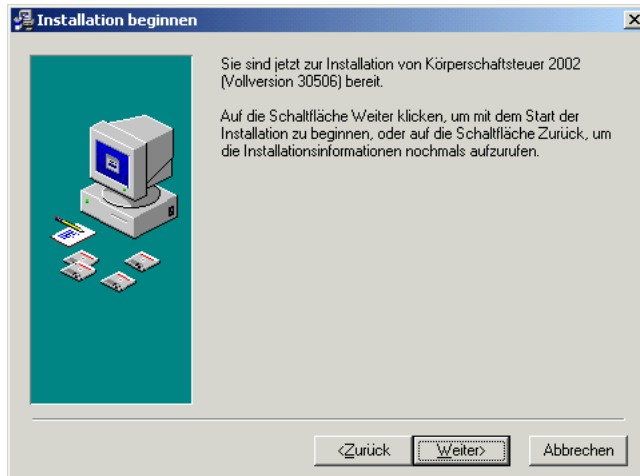 Installation beginnen
Sie sind jetzt zur Installation von Körperschaftsteuer 2002
(Vollversion 30506) bereit.
Auf die Schaltfläche Weiter klicken, um mit dem Start der
Installation zu beginnen, oder auf die Schaltfläche Zurück, um
die Installationsinformationen nochmals aufzurufen.
<Zurück Weiter> Abbrechen